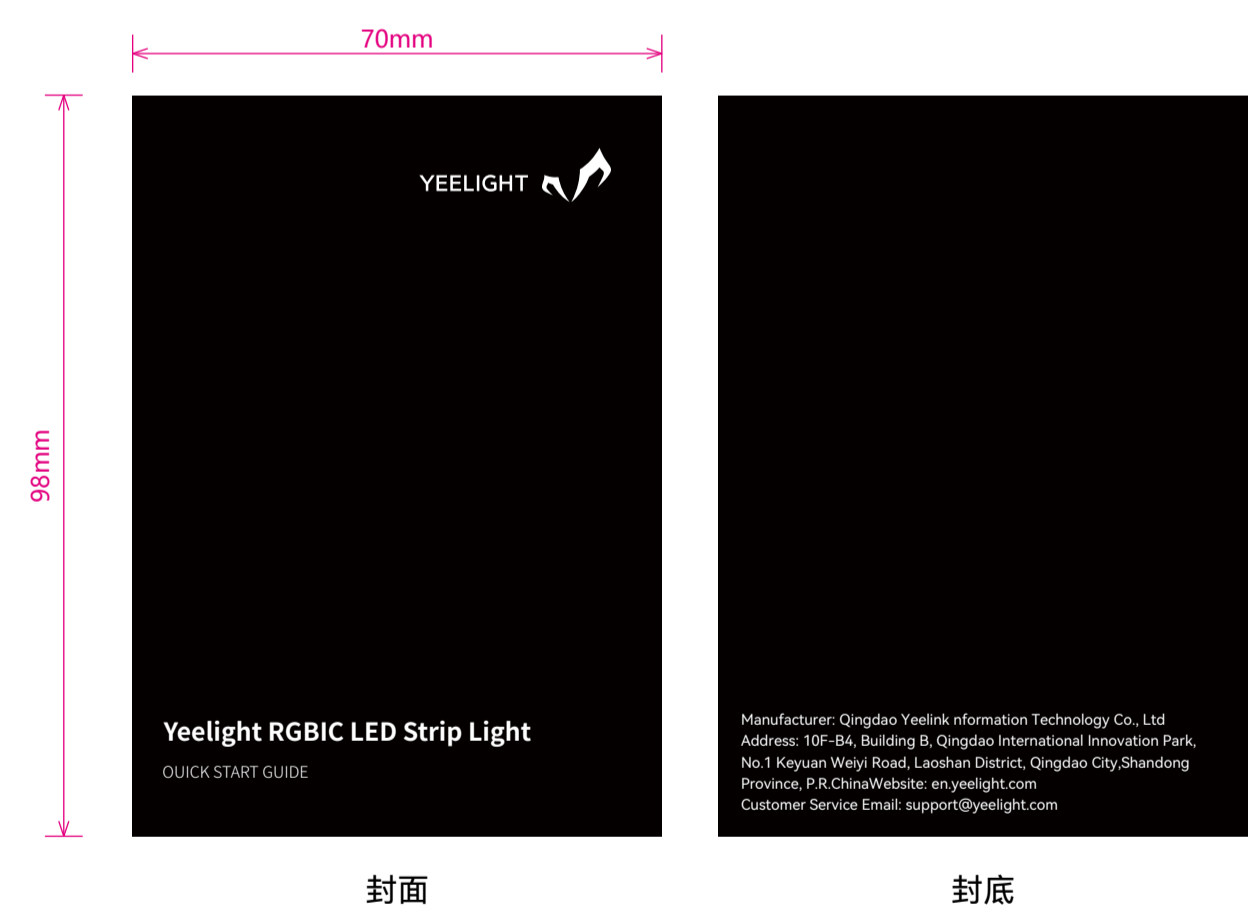 70mm
98mm
YEELIGHT
Yeelight RGBIC LED Strip Light
OUICK START GUIDE
封面
Manufacturer: Qingdao Yeelink nformation Technology Co., Ltd
Address: 10F-B4, Building B, Qingdao International Innovation Park,
No.1 Keyuan Weiyi Road, Laoshan District, Qingdao City,Shandong
Province, P.R.ChinaWebsite: en.yeelight.com
Customer Service Email: support@yeelight.com
封底